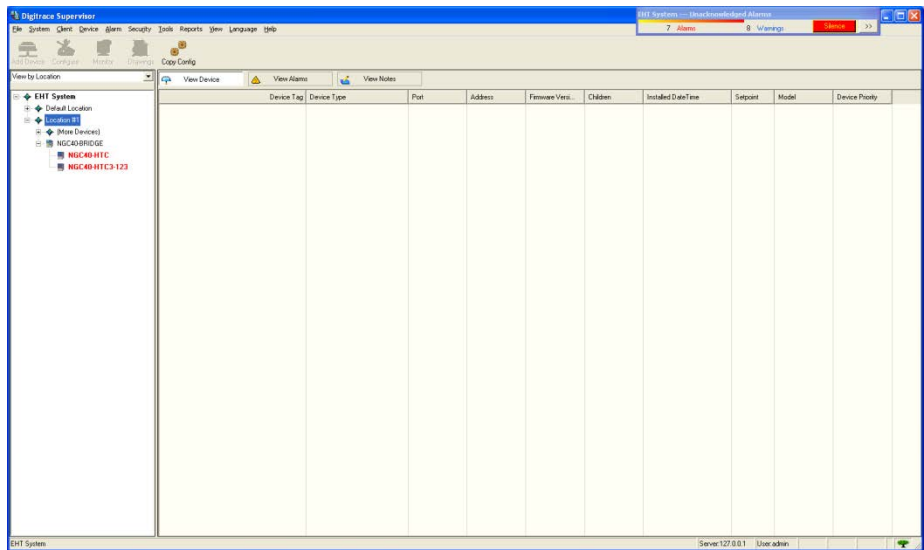 Digitrace Supervisor
EHT System --- Unacknowledged Alarms
File System Client Device Alarm Security Tools Reports View Language Help
7 Alarms 8 Warnings Silence >>
Add Device Configure Monitor Drawings Copy Config
View by Location
View Device View Alarms View Notes
Device Tag Device Type Port Address Firmware Versi... Children Installed DateTime Setpoint Model Device Priority
EHT System
Default Location
Location #1
(More Devices)
NGC40-BRIDGE
NGC40-HTC
NGC40-HTC3-123
EHT System Server:127.0.0.1 User:admin